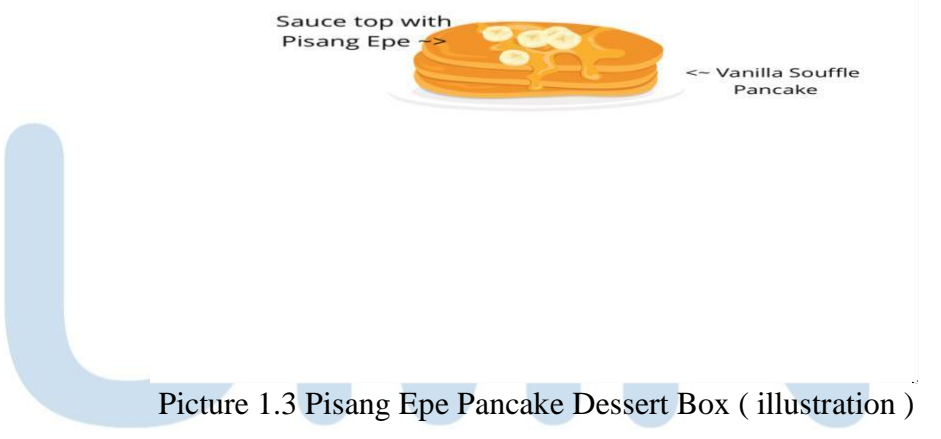 Sauce top with
Pisang Epe ~>
<~ Vanilla Souffle
Pancake
Picture 1.3 Pisang Epe Pancake Dessert Box ( illustration )